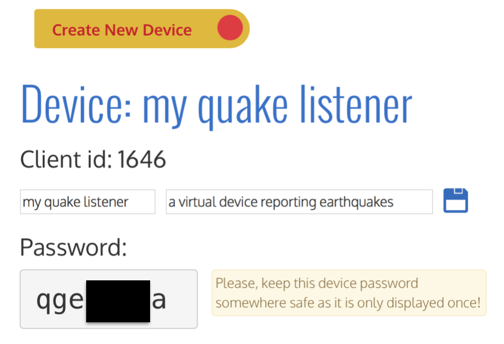 Create New Device
Device: my quake listener
Client id: 1646
my quake listener a virtual device reporting earthquakes
Password:
qge a
Please, keep this device password
somewhere safe as it is only displayed once!